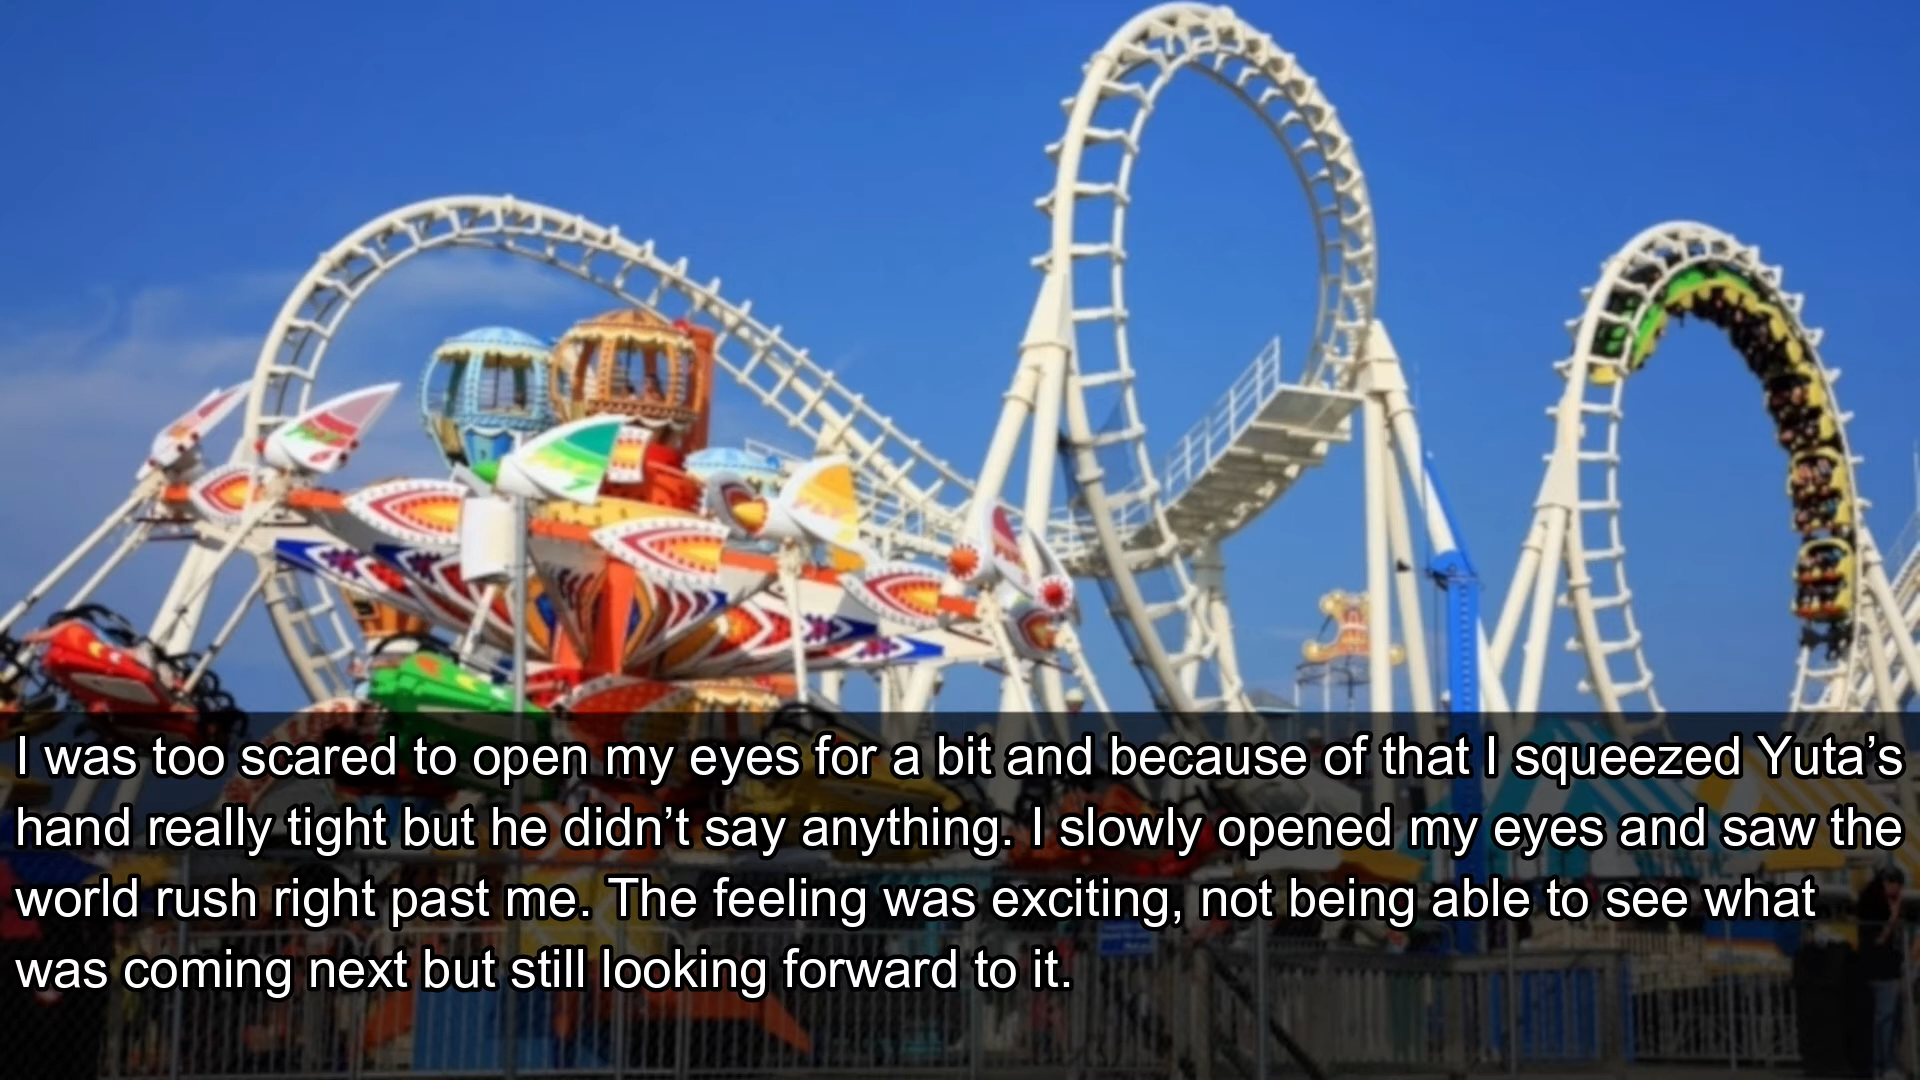 I was too scared to open my eyes for a bit and because of that I squeezed Yuta’s
hand really tight but he didn’t say anything. I slowly opened my eyes and saw the
world rush right past me. The feeling was exciting, not being able to see what
was coming next but still looking forward to it.